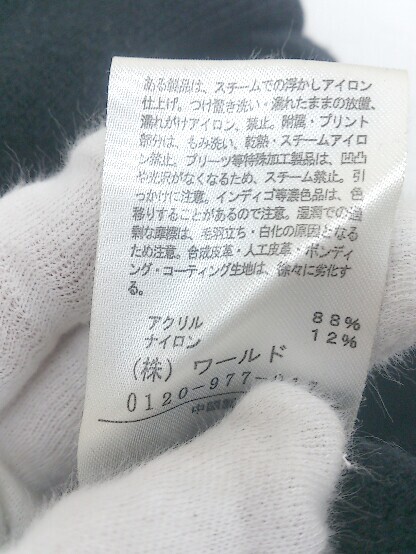 ある製品は、スチームでの浮かしアイロン
仕上げ。つけ置き洗い・濡れたままの放置、
濡れがけアイロン、禁止。附属・プリント
部分は、もみ洗い、乾熱・スチームアイロ
ン禁止。プリーツ等特殊加工製品は、凹凸
や光沢がなくなるため、スチーム禁止。引
っかけに注意。インディゴ等濃色品は、色
移りすることがあるので注意。湿潤での過
剰な摩擦は、毛羽立ち・白化の原因となる
ため注意。合成皮革・人工皮革・ボンディ
ング・コーティング生地は、徐々に劣化す
る。
アクリル 88%
ナイロン 12%
(株) ワールド
0120-977-
中国製